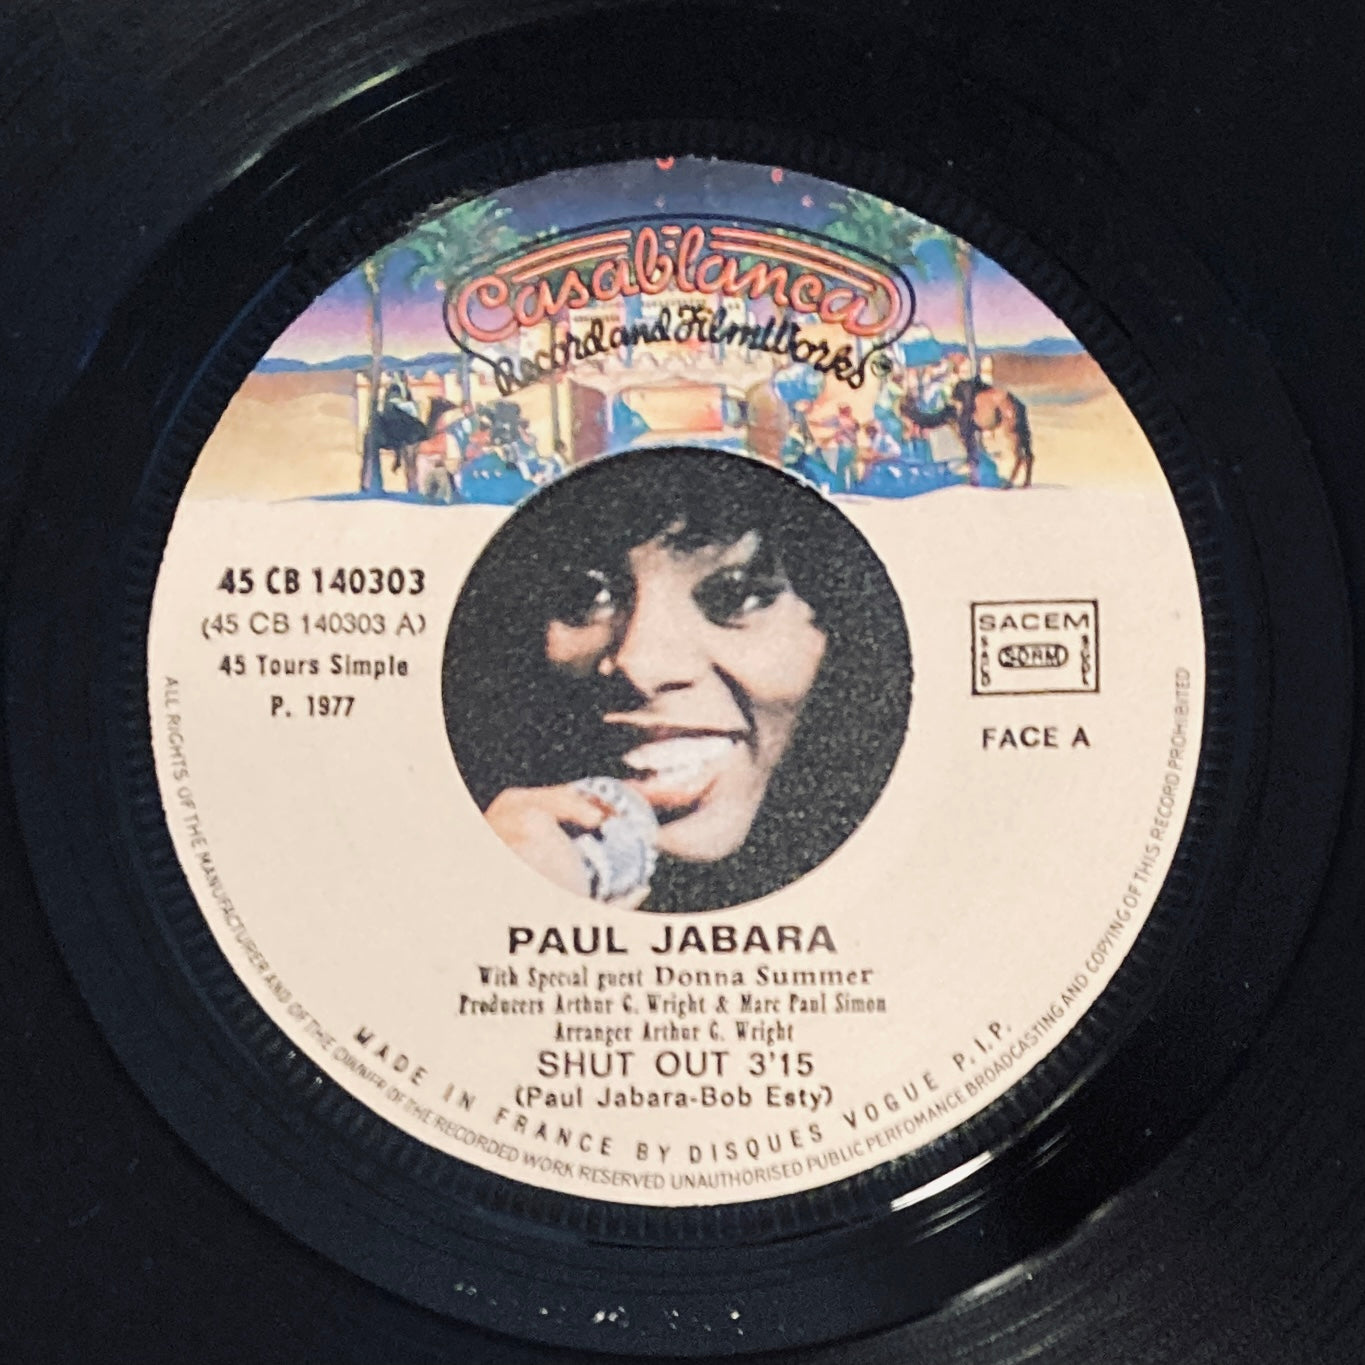 Casablanca
Record and FilmWorks
45 CB 140303
(45 CB 140303 A)
45 Tours Simple
P. 1977
SACEM
SACD
SDRM
SGDL
FACE A
PAUL JABARA
With Special guest Donna Summer
Producers Arthur G. Wright & Marc Paul Simon
Arranger Arthur G. Wright
SHUT OUT 3'15
(Paul Jabara-Bob Esty)
MADE IN FRANCE BY DISQUES VOGUE P.I.P.
ALL RIGHTS OF THE MANUFACTURER AND OF THE OWNER OF THE RECORDED WORK RESERVED UNAUTHORISED PUBLIC PERFOMANCE BROADCASTING AND COPYING OF THIS RECORD PROHIBITED